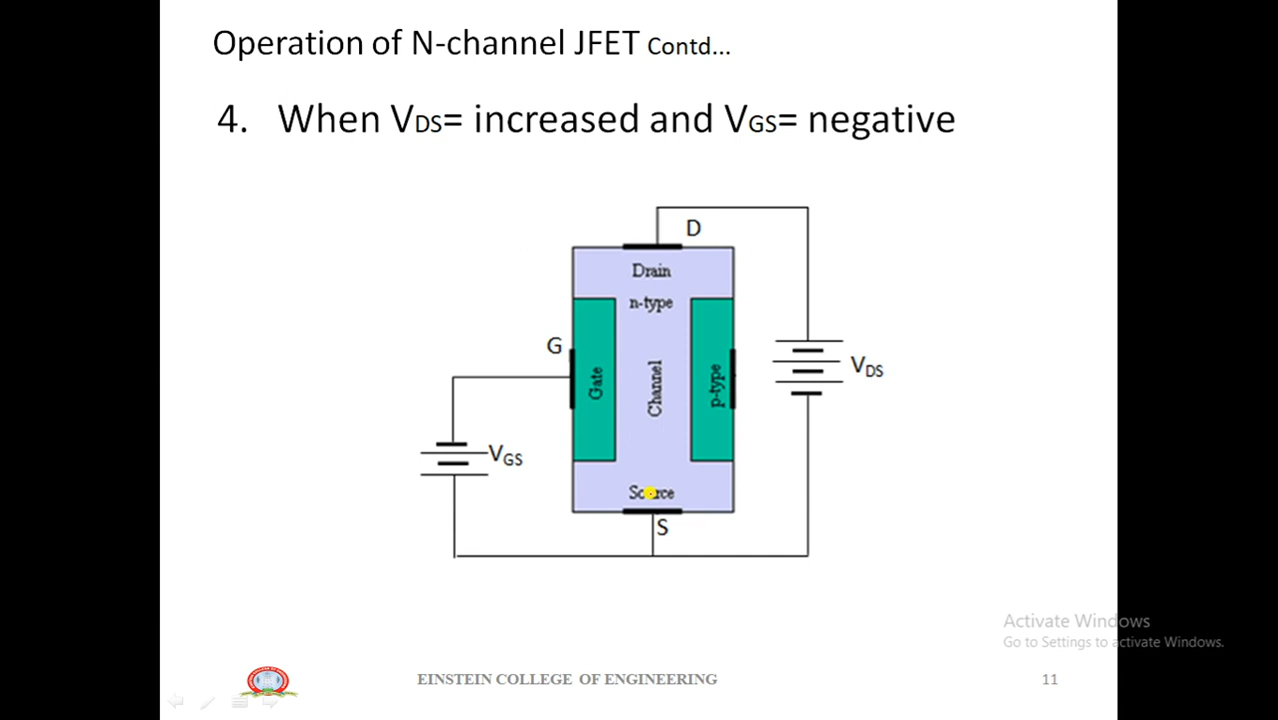 Operation of N-channel JFET Contd...
4. When VDS= increased and VGS= negative
D
Drain
n-type
G
Gate
Channel
p-type
VDS
VGS
Source
S
Activate Windows
Go to Settings to activate Windows.
EINSTEIN COLLEGE OF ENGINEERING
11